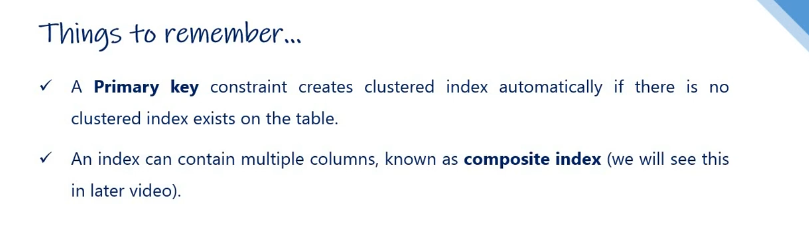 Things to remember...
✓ A Primary key constraint creates clustered index automatically if there is no
clustered index exists on the table.
✓ An index can contain multiple columns, known as composite index (we will see this
in later video).